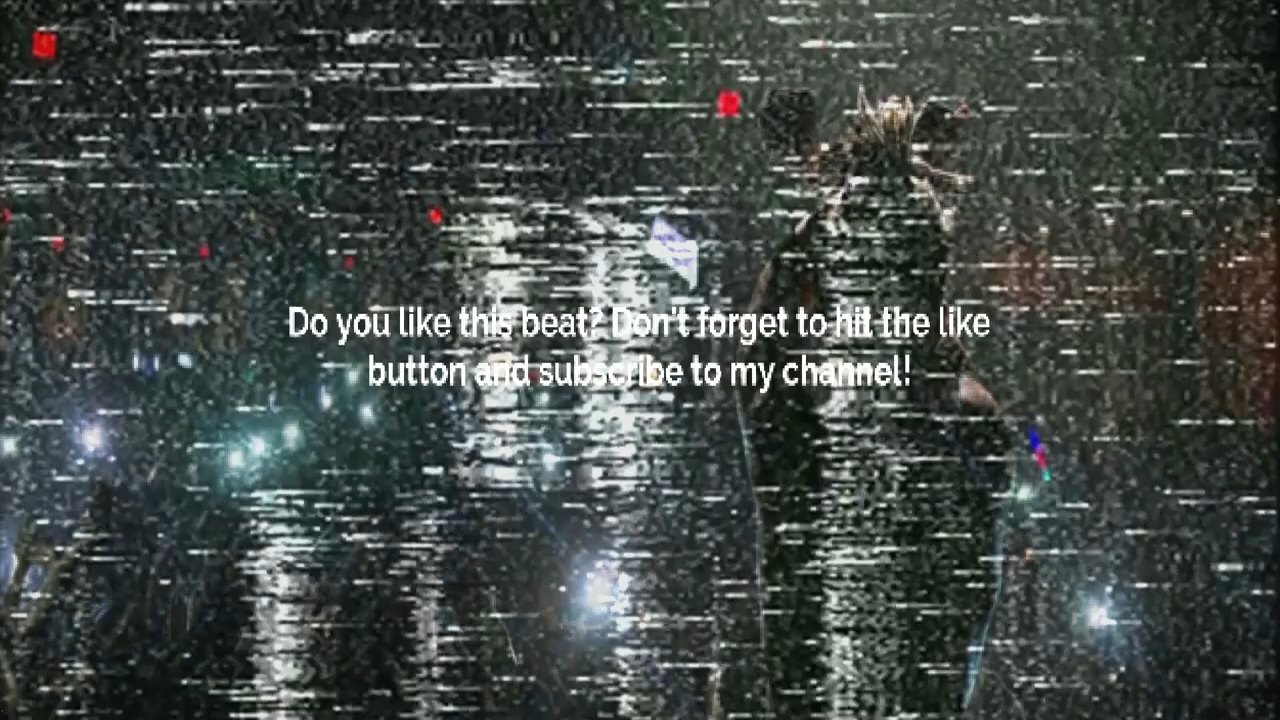 Do you like this beat? Don't forget to hit the like
button and subscribe to my channel!